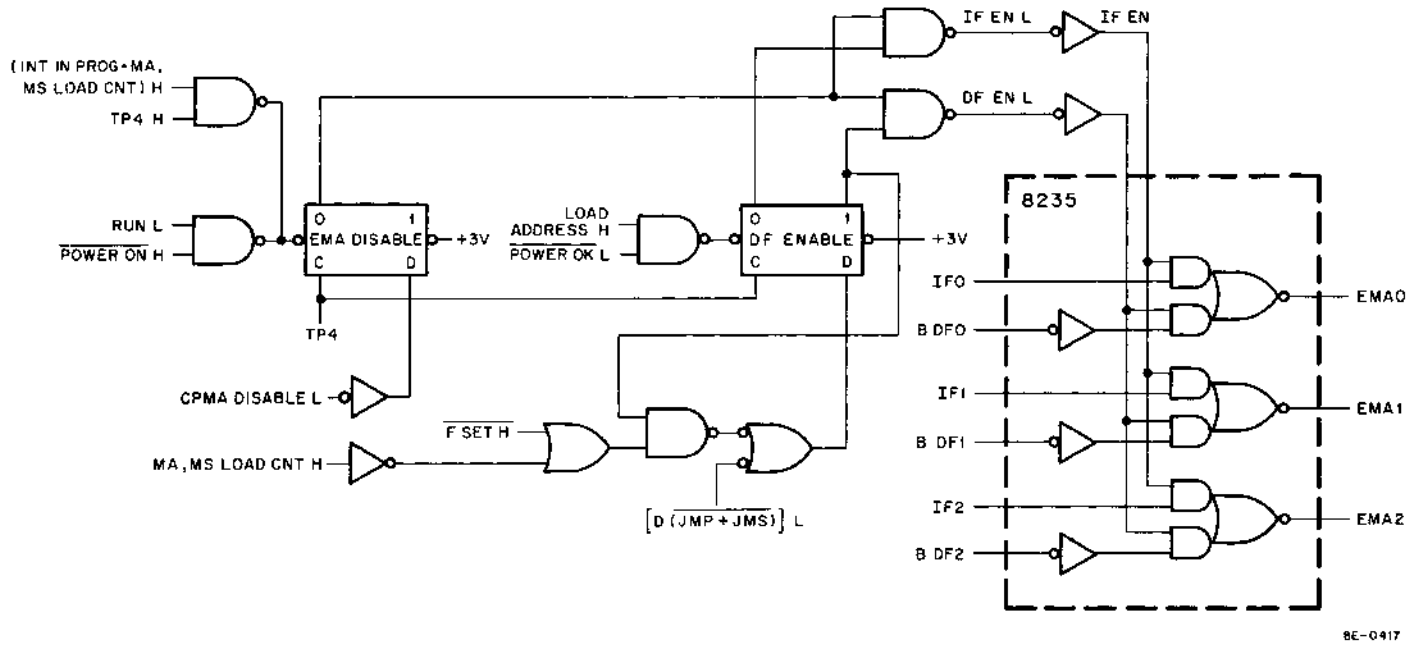 (INT IN PROG•MA,
MS LOAD CNT) H
TP4 H
RUN L
POWER ON H
O 1
EMA DISABLE
C D
+3V
TP4
CPMA DISABLE L
F SET H
MA, MS LOAD CNT H
LOAD
ADDRESS H
POWER OK L
O 1
DF ENABLE
C D
+3V
[D (JMP + JMS)] L
IF EN L
IF EN
DF EN L
8235
IF0
B DF0
IF1
B DF1
IF2
B DF2
EMA0
EMA1
EMA2
8E-0417